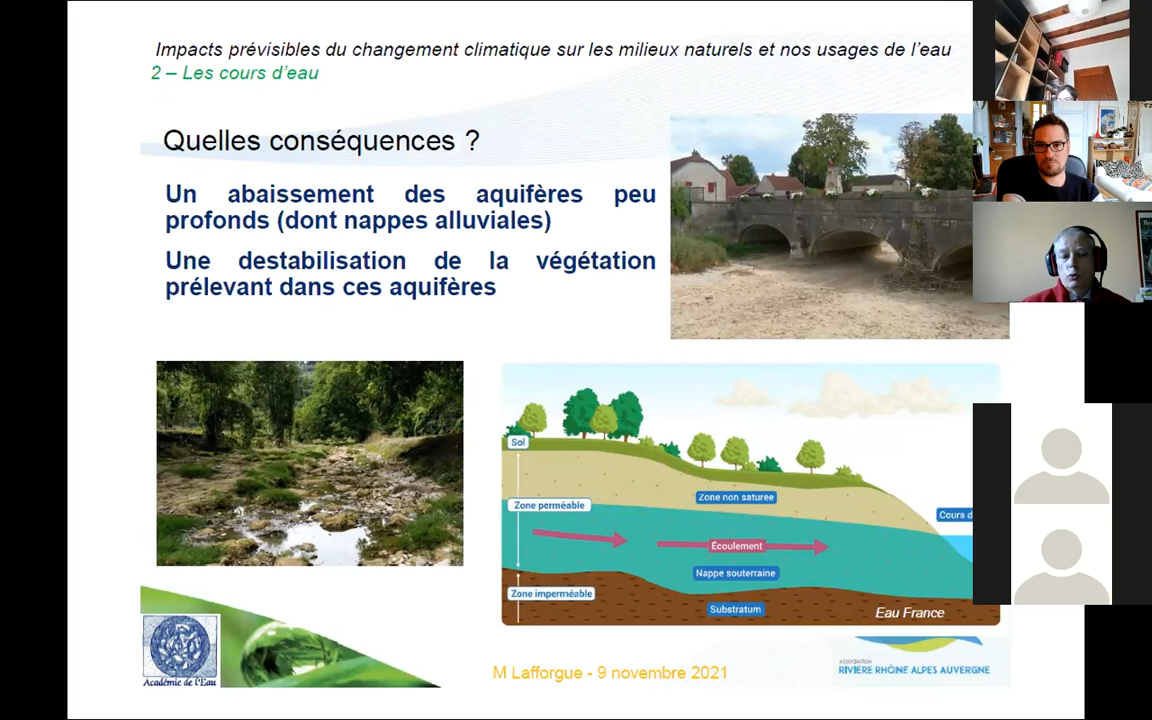 Impacts prévisibles du changement climatique sur les milieux naturels et nos usages de l'eau
2 – Les cours d'eau
Quelles conséquences ?
Un abaissement des aquifères peu
profonds (dont nappes alluviales)
Une destabilisation de la végétation
prélevant dans ces aquifères
Sol
Zone non saturée
Zone perméable
Cours d
Écoulement
Nappe souterraine
Zone imperméable
Substratum
Eau France
Académie de l'Eau
M Lafforgue - 9 novembre 2021
ASSOCIATION
RIVIÈRE RHÔNE ALPES AUVERGNE